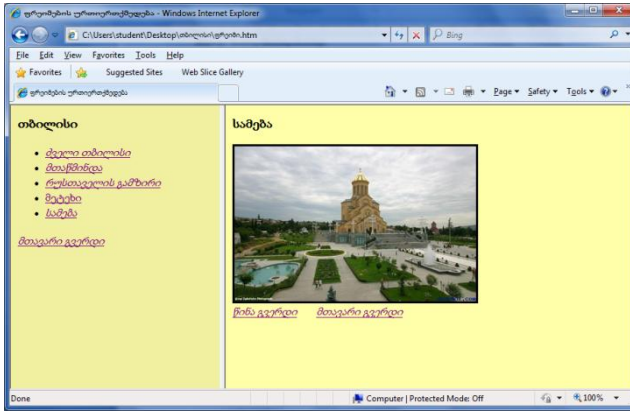 ფრეიმების ურთიერთქმედება - Windows Internet Explorer
C:\Users\student\Desktop\თბილისი\ფრეიმი.htm
Bing
File Edit View Favorites Tools Help
Favorites Suggested Sites Web Slice Gallery
ფრეიმების ურთიერთქმედება
Page Safety Tools
თბილისი
ძველი თბილისი
მთაწმინდა
რუსთაველის გამზირი
მეტეხი
სამება
მთავარი გვერდი
სამება
წინა გვერდი მთავარი გვერდი
Done Computer | Protected Mode: Off 100%